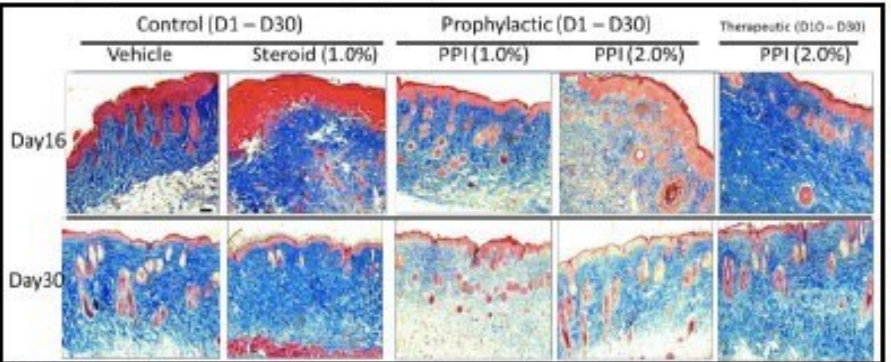 Control (D1 – D30) Prophylactic (D1 – D30) Therapeutic (D10 – D30)
Vehicle Steroid (1.0%) PPI (1.0%) PPI (2.0%) PPI (2.0%)
Day16
Day30